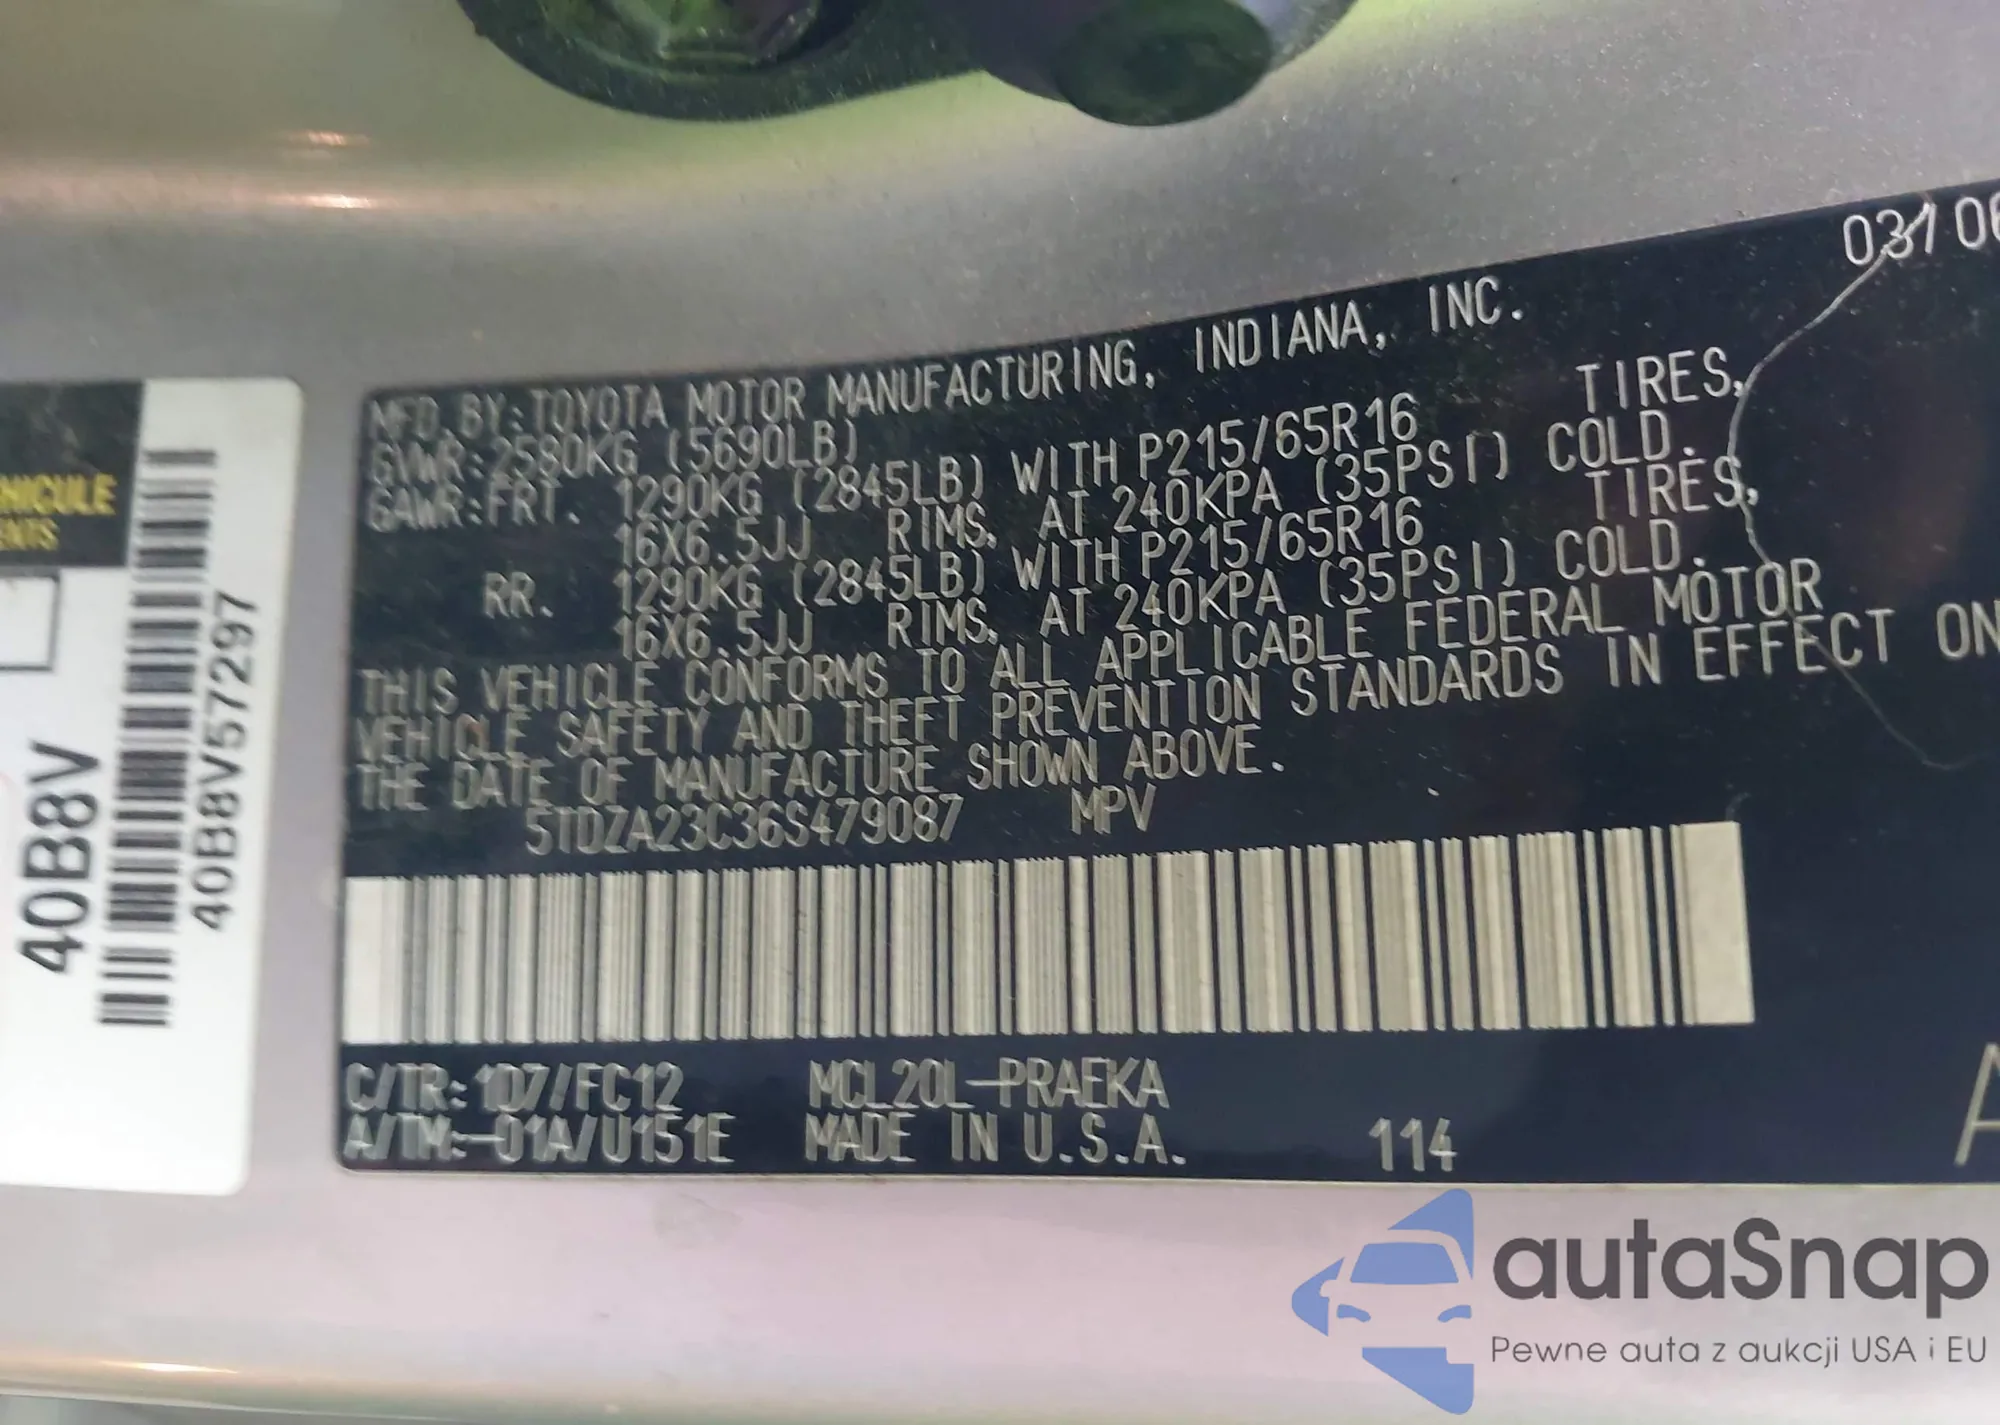 03/06
MFD. BY: TOYOTA MOTOR MANUFACTURING, INDIANA, INC.
GVWR: 2580KG (5690LB)
GAWR: FRT. 1290KG (2845LB) WITH P215/65R16 TIRES,
16X6.5JJ RIMS, AT 240KPA (35PSI) COLD.
RR. 1290KG (2845LB) WITH P215/65R16 TIRES,
16X6.5JJ RIMS, AT 240KPA (35PSI) COLD.
THIS VEHICLE CONFORMS TO ALL APPLICABLE FEDERAL MOTOR
VEHICLE SAFETY AND THEFT PREVENTION STANDARDS IN EFFECT ON
THE DATE OF MANUFACTURE SHOWN ABOVE.
5TDZA23C36S479087 MPV
C/TR: 1D7/FC12 MCL20L-PRAEKA
A/TM: -01A/U151E MADE IN U.S.A. 114
A
HICULE
ENTS
40B8V
40B8V57297
autaSnap
Pewne auta z aukcji USA i EU